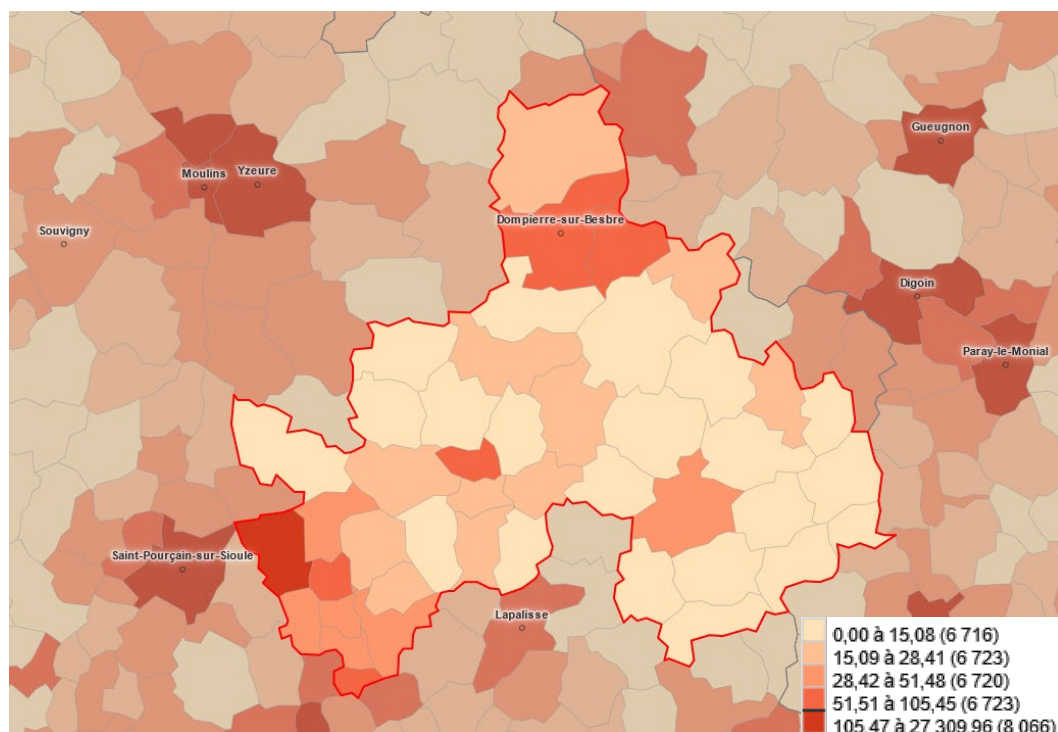 Gueugnon
Moulins
Yzeure
Dompierre-sur-Besbre
Souvigny
Digoin
Paray-le-Monial
Saint-Pourçain-sur-Sioule
Lapalisse
0,00 à 15,08 (6 716)
15,09 à 28,41 (6 723)
28,42 à 51,48 (6 720)
51,51 à 105,45 (6 723)
105,47 à 27 309,96 (8 066)